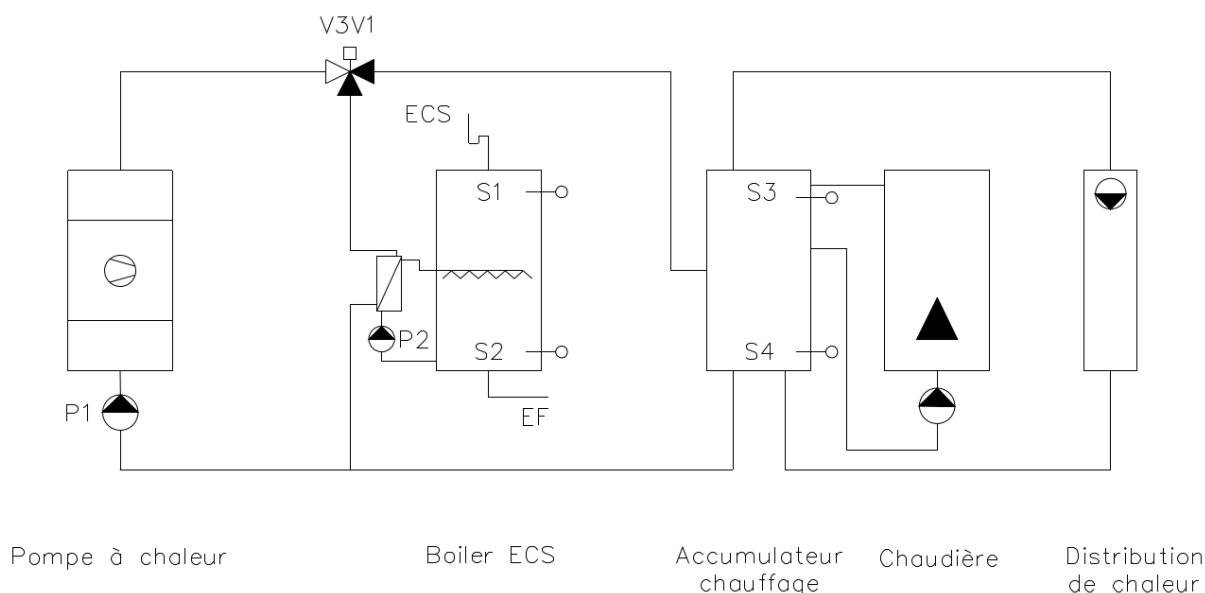 V3V1
ECS
S1
S3
P2
S2
S4
P1
EF
Pompe à chaleur
Boiler ECS
Accumulateur
chauffage
Chaudière
Distribution
de chaleur